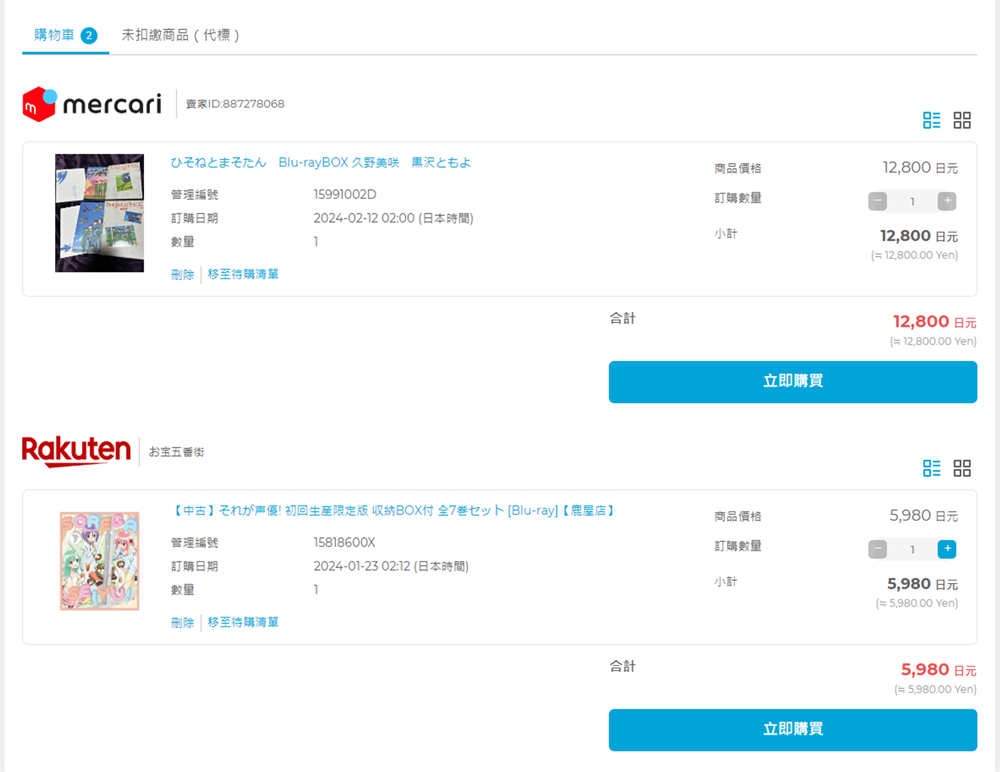 購物車 2 未扣繳商品 ( 代標 )
mercari 賣家ID:887278068
ひそねとまそたん　Blu-rayBOX 久野美咲　黒沢ともよ
管理編號 15991002D
訂購日期 2024-02-12 02:00 (日本時間)
數量 1
刪除 | 移至待購清單
商品價格 12,800 日元
訂購數量 − 1 +
小計 12,800 日元
(≒ 12,800.00 Yen)
合計 12,800 日元
(≒ 12,800.00 Yen)
立即購買
Rakuten お宝五番街
【中古】それが声優! 初回生産限定版 収納BOX付 全7巻セット [Blu-ray]【鹿屋店】
SOREGA
SEIYU!
管理編號 15818600X
訂購日期 2024-01-23 02:12 (日本時間)
數量 1
刪除 | 移至待購清單
商品價格 5,980 日元
訂購數量 − 1 +
小計 5,980 日元
(≒ 5,980.00 Yen)
合計 5,980 日元
(≒ 5,980.00 Yen)
立即購買